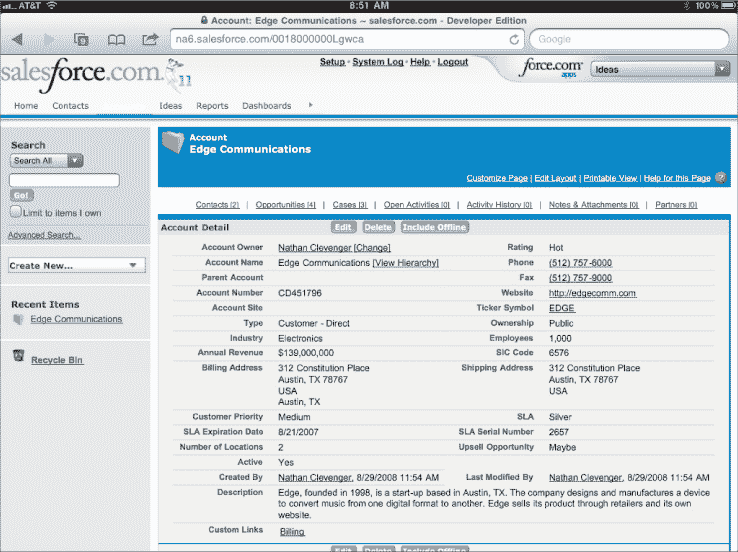 AT&T 8:51 AM 100%
Account: Edge Communications ~ salesforce.com - Developer Edition
na6.salesforce.com/0018000000Lgwca Google
salesforce.com 11 Setup · System Log · Help · Logout force.com apps Ideas
Home Contacts Ideas Reports Dashboards
Search
Search All
Go!
Limit to items I own
Advanced Search...
Create New...
Recent Items
Edge Communications
Recycle Bin
Account
Edge Communications
Customize Page | Edit Layout | Printable View | Help for this Page ?
Contacts [2] | Opportunities [4] | Cases [3] | Open Activities [0] | Activity History [0] | Notes & Attachments [0] | Partners [0]
Account Detail Edit Delete Include Offline
Account Owner Nathan Clevenger [Change] Rating Hot
Account Name Edge Communications [View Hierarchy] Phone (512) 757-6000
Parent Account Fax (512) 757-9000
Account Number CD451796 Website http://edgecomm.com
Account Site Ticker Symbol EDGE
Type Customer - Direct Ownership Public
Industry Electronics Employees 1,000
Annual Revenue $139,000,000 SIC Code 6576
Billing Address 312 Constitution Place Shipping Address 312 Constitution Place
Austin, TX 78767 Austin, TX 78767
USA USA
Austin, TX
Customer Priority Medium SLA Silver
SLA Expiration Date 8/21/2007 SLA Serial Number 2657
Number of Locations 2 Upsell Opportunity Maybe
Active Yes
Created By Nathan Clevenger, 8/29/2008 11:54 AM Last Modified By Nathan Clevenger, 8/29/2008 11:54 AM
Description Edge, founded in 1998, is a start-up based in Austin, TX. The company designs and manufactures a device
to convert music from one digital format to another. Edge sells its product through retailers and its own
website.
Custom Links Billing
Edit Delete Include Offline